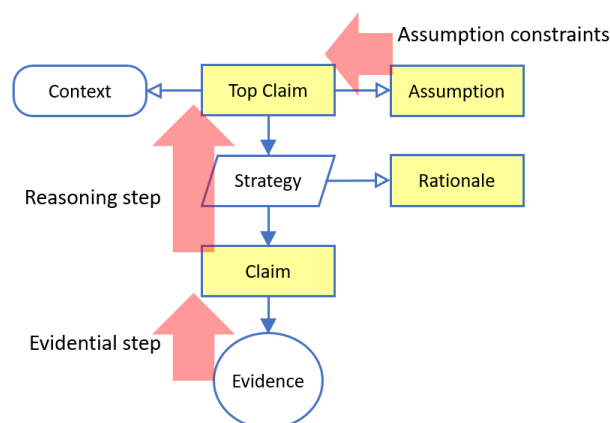 Assumption constraints
Context
Top Claim
Assumption
Reasoning step
Strategy
Rationale
Claim
Evidential step
Evidence